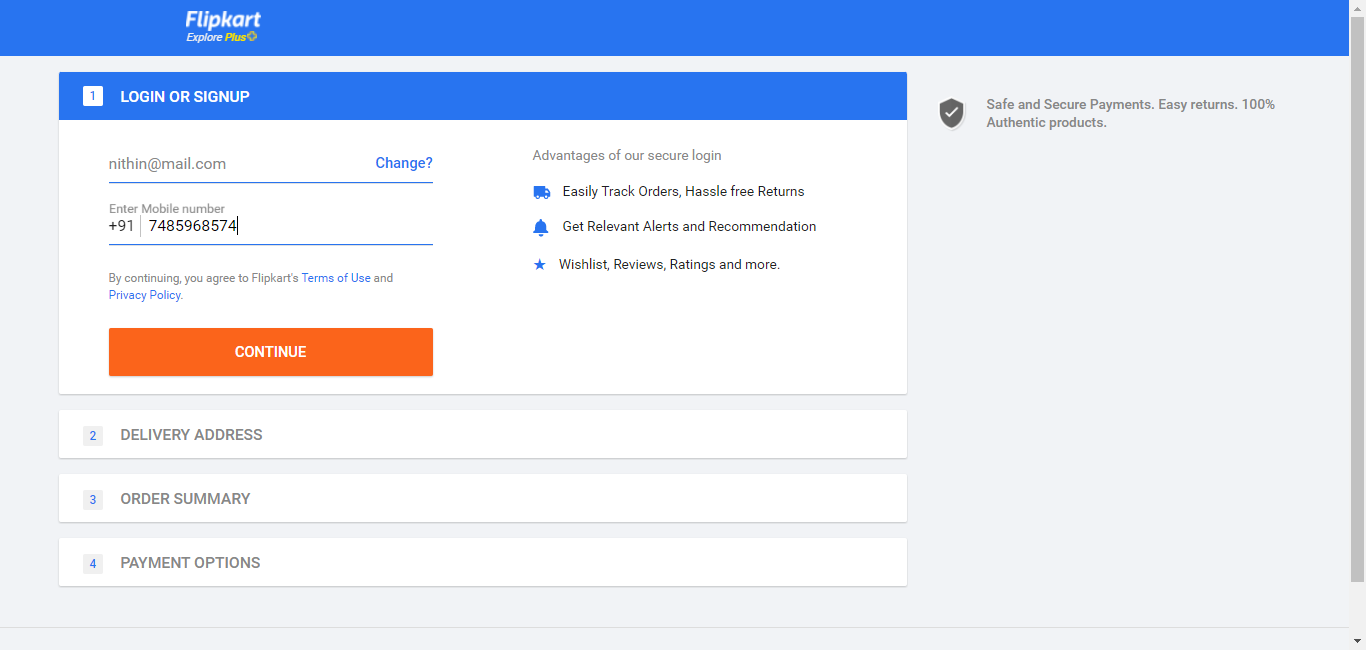 Flipkart
Explore Plus
1 LOGIN OR SIGNUP
nithin@mail.com Change?
Enter Mobile number
+91 7485968574
By continuing, you agree to Flipkart's Terms of Use and
Privacy Policy.
CONTINUE
Advantages of our secure login
Easily Track Orders, Hassle free Returns
Get Relevant Alerts and Recommendation
Wishlist, Reviews, Ratings and more.
Safe and Secure Payments. Easy returns. 100%
Authentic products.
2 DELIVERY ADDRESS
3 ORDER SUMMARY
4 PAYMENT OPTIONS